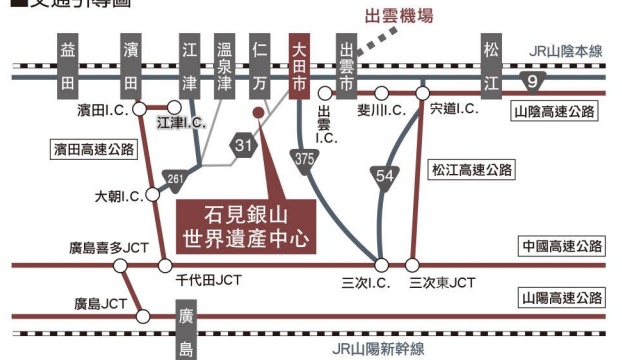 ■交通引導圖
出雲機場
益田
濱田
江津
溫泉津
仁万
大田市
出雲市
松江
JR山陰本線
9
濱田I.C.
江津I.C.
出雲I.C.
斐川I.C.
宍道I.C.
山陰高速公路
濱田高速公路
31
261
375
54
松江高速公路
大朝I.C.
石見銀山
世界遺產中心
廣島喜多JCT
千代田JCT
三次I.C.
三次東JCT
中國高速公路
廣島JCT
廣島
山陽高速公路
JR山陽新幹線